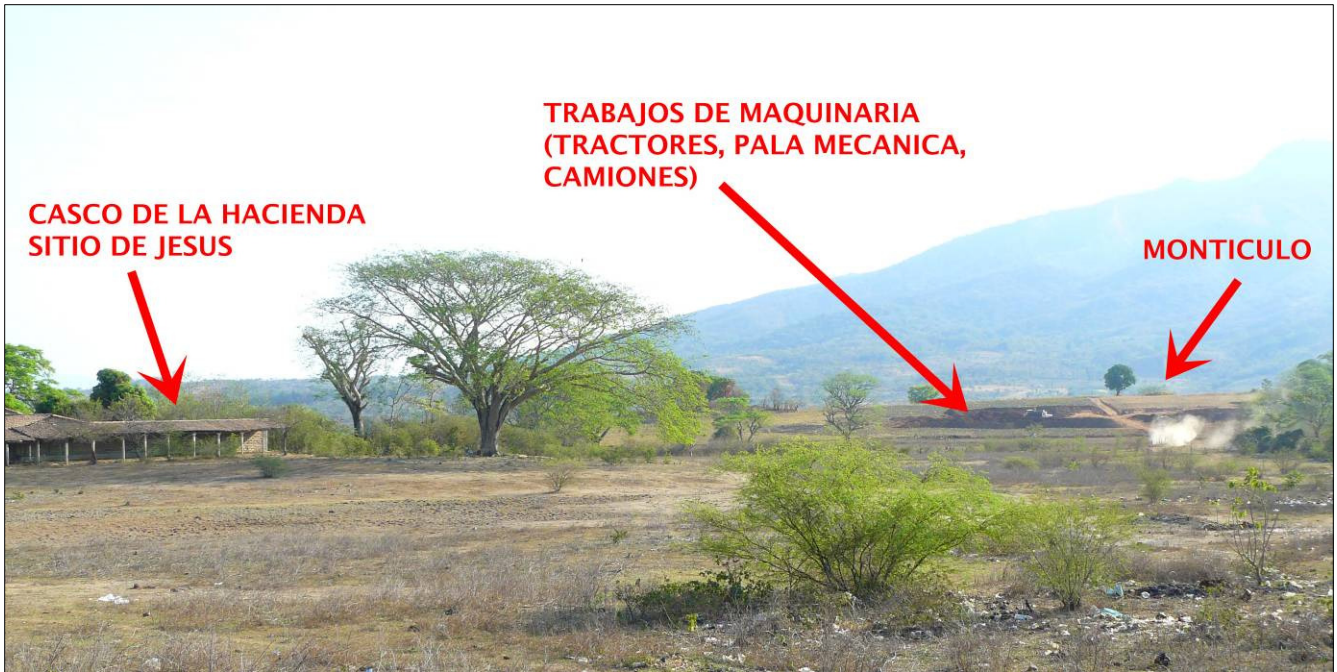 TRABAJOS DE MAQUINARIA
(TRACTORES, PALA MECANICA,
CAMIONES)
CASCO DE LA HACIENDA
SITIO DE JESUS
MONTICULO